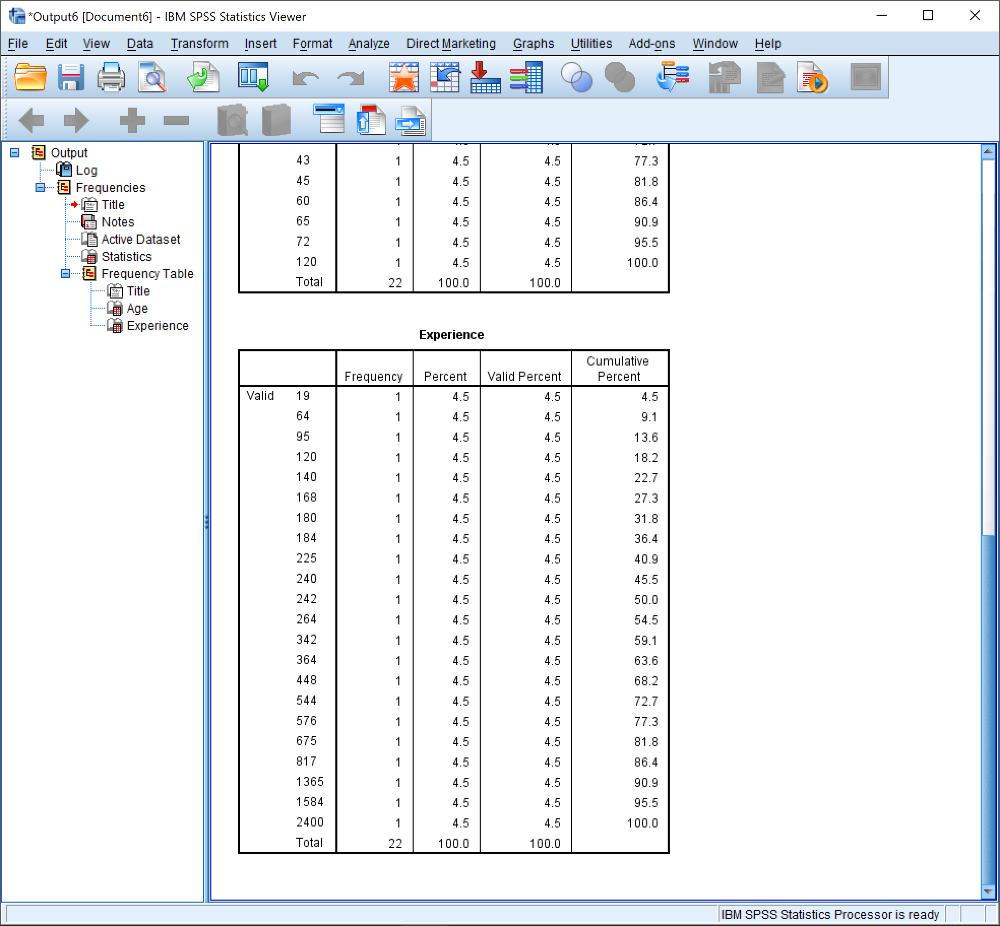 *Output6 [Document6] - IBM SPSS Statistics Viewer
File Edit View Data Transform Insert Format Analyze Direct Marketing Graphs Utilities Add-ons Window Help
Output
Log
Frequencies
Title
Notes
Active Dataset
Statistics
Frequency Table
Title
Age
Experience
43 1 4.5 4.5 77.3
45 1 4.5 4.5 81.8
60 1 4.5 4.5 86.4
65 1 4.5 4.5 90.9
72 1 4.5 4.5 95.5
120 1 4.5 4.5 100.0
Total 22 100.0 100.0
Experience
Cumulative
Frequency Percent Valid Percent Percent
Valid 19 1 4.5 4.5 4.5
64 1 4.5 4.5 9.1
95 1 4.5 4.5 13.6
120 1 4.5 4.5 18.2
140 1 4.5 4.5 22.7
168 1 4.5 4.5 27.3
180 1 4.5 4.5 31.8
184 1 4.5 4.5 36.4
225 1 4.5 4.5 40.9
240 1 4.5 4.5 45.5
242 1 4.5 4.5 50.0
264 1 4.5 4.5 54.5
342 1 4.5 4.5 59.1
364 1 4.5 4.5 63.6
448 1 4.5 4.5 68.2
544 1 4.5 4.5 72.7
576 1 4.5 4.5 77.3
675 1 4.5 4.5 81.8
817 1 4.5 4.5 86.4
1365 1 4.5 4.5 90.9
1584 1 4.5 4.5 95.5
2400 1 4.5 4.5 100.0
Total 22 100.0 100.0
IBM SPSS Statistics Processor is ready